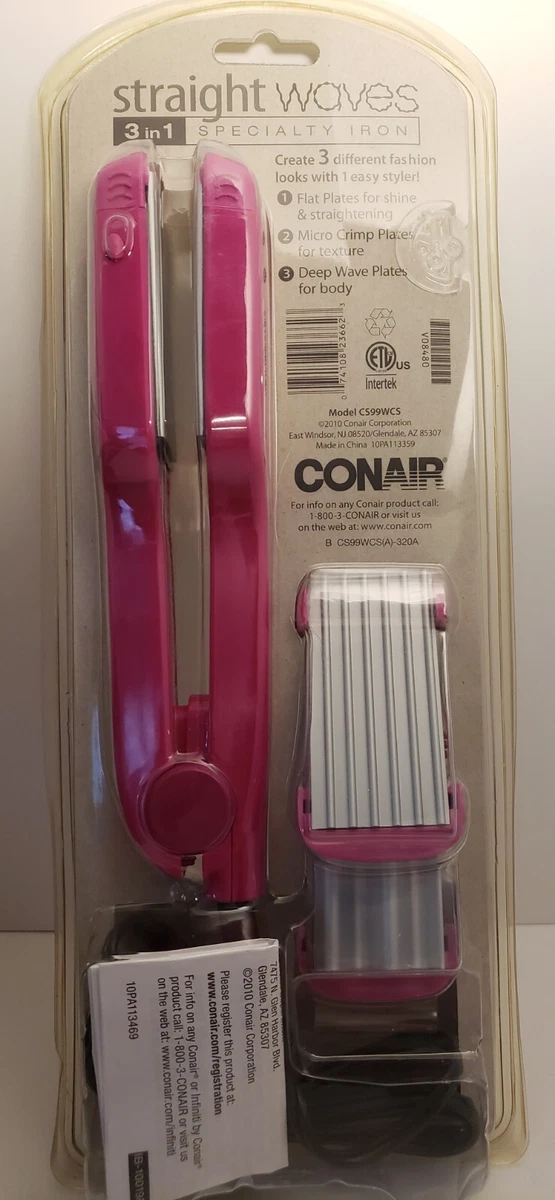 straight waves
3 in 1 SPECIALTY IRON
Create 3 different fashion
looks with 1 easy styler!
1 Flat Plates for shine
& straightening
2 Micro Crimp Plates
for texture
3 Deep Wave Plates
for body
74108 23662
V08480
ETL US
Intertek
Model CS99WCS
©2010 Conair Corporation
East Windsor, NJ 08520/Glendale, AZ 85307
Made in China 10PA113359
CONAIR®
For info on any Conair product call:
1-800-3-CONAIR or visit us
on the web at: www.conair.com
B CS99WCS(A)-320A
7475 N. Glen Harbor Blvd.
Glendale, AZ 85307
©2010 Conair Corporation
Please register this product at:
www.conair.com/registration
For info on any Conair® or Infiniti by Conair®
product call: 1-800-3-CONAIR or visit us
on the web at: www.conair.com/infiniti
10PA113469